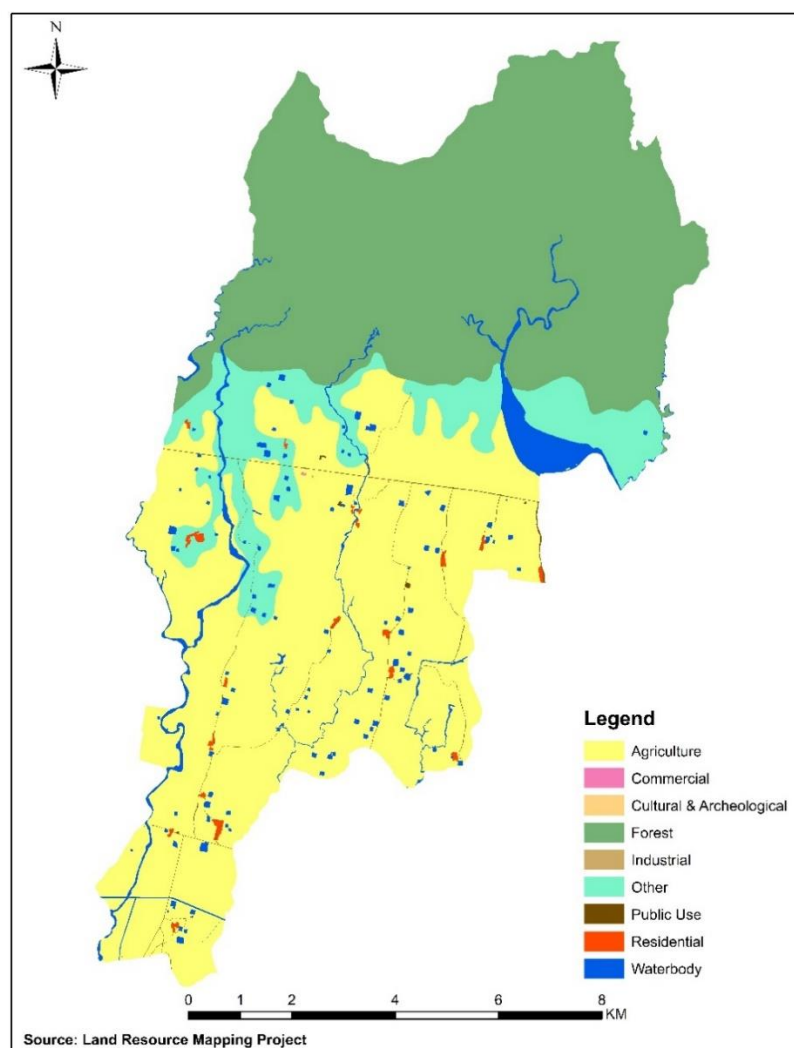 N
Legend
Agriculture
Commercial
Cultural & Archeological
Forest
Industrial
Other
Public Use
Residential
Waterbody
0 1 2 4 6 8
KM
Source: Land Resource Mapping Project